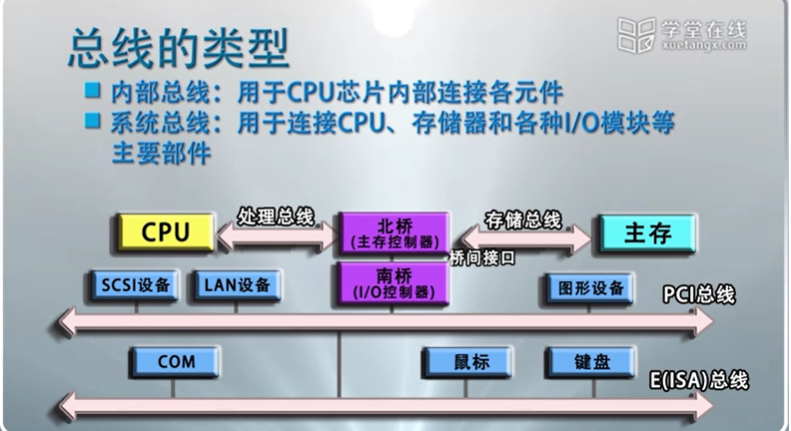 学堂在线
xuetangx.com
总线的类型
内部总线：用于CPU芯片内部连接各元件
系统总线：用于连接CPU、存储器和各种I/O模块等
主要部件
CPU
处理总线
北桥
(主存控制器)
存储总线
主存
桥间接口
SCSI设备
LAN设备
南桥
(I/O控制器)
图形设备
PCI总线
COM
鼠标
键盘
E(ISA)总线